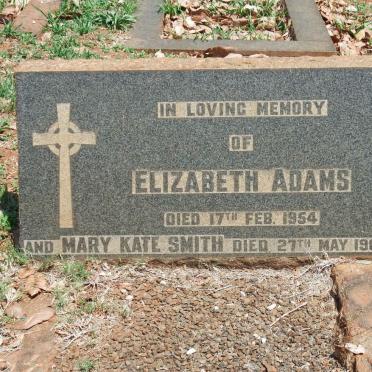 IN LOVING MEMORY
OF
ELIZABETH ADAMS
DIED 17TH FEB. 1954
AND MARY KATE SMITH DIED 27TH MAY